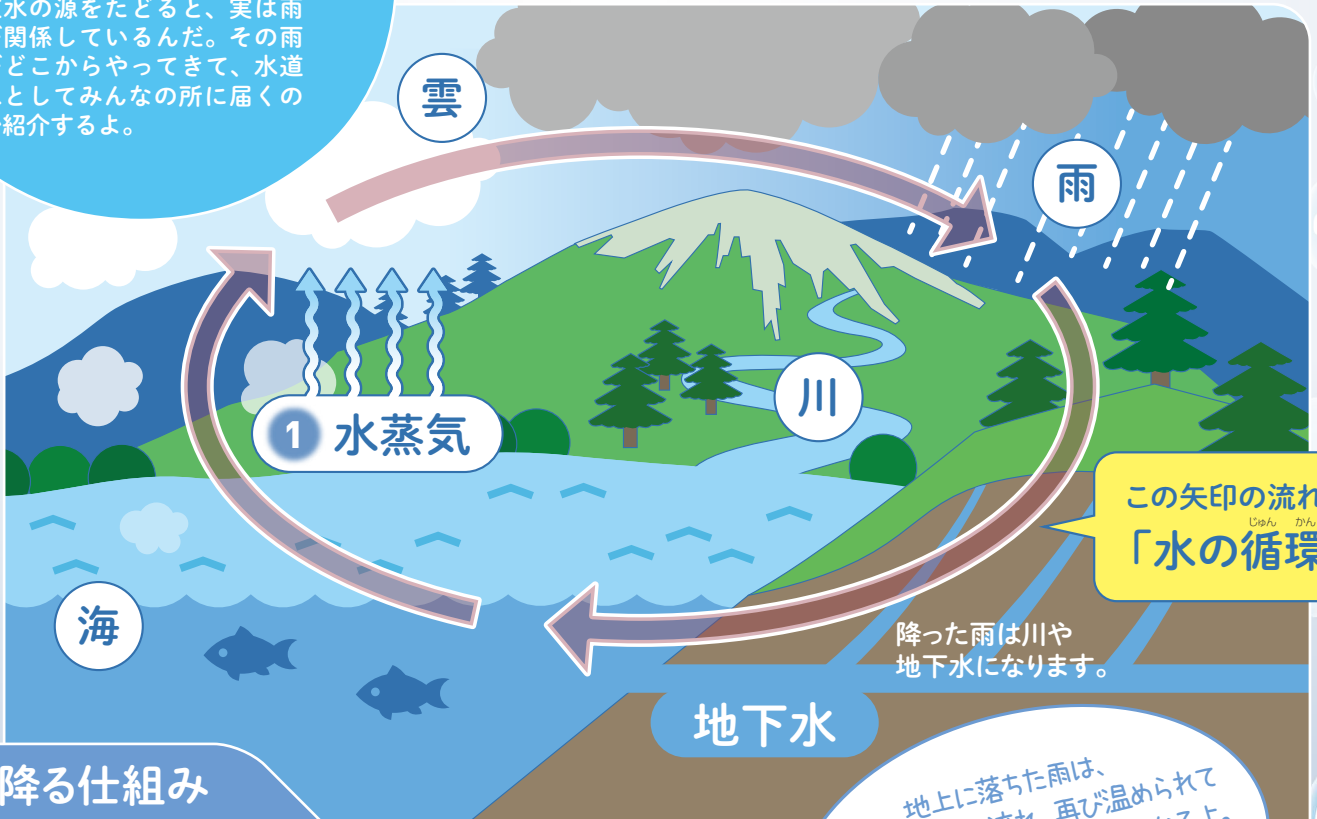 水の源をたどると、実は雨
関係しているんだ。その雨
どこからやってきて、水道
としてみんなの所に届くの
紹介するよ。
雲
雨
川
1 水蒸気
この矢印の流れ
じゅん かん
「水の循環
海
降った雨は川や
地下水になります。
地下水
降る仕組み
地上に落ちた雨は、
再び温められて
るよ。